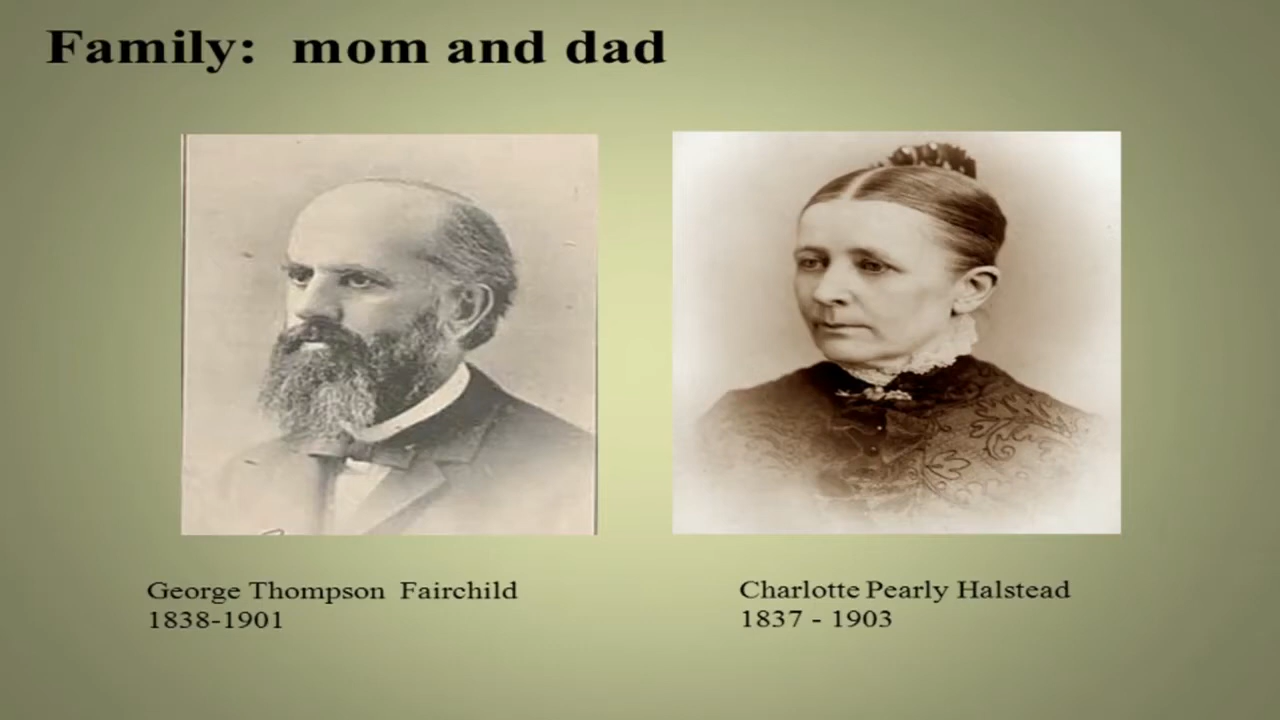 Family: mom and dad
George Thompson Fairchild
1838-1901
Charlotte Pearly Halstead
1837 - 1903